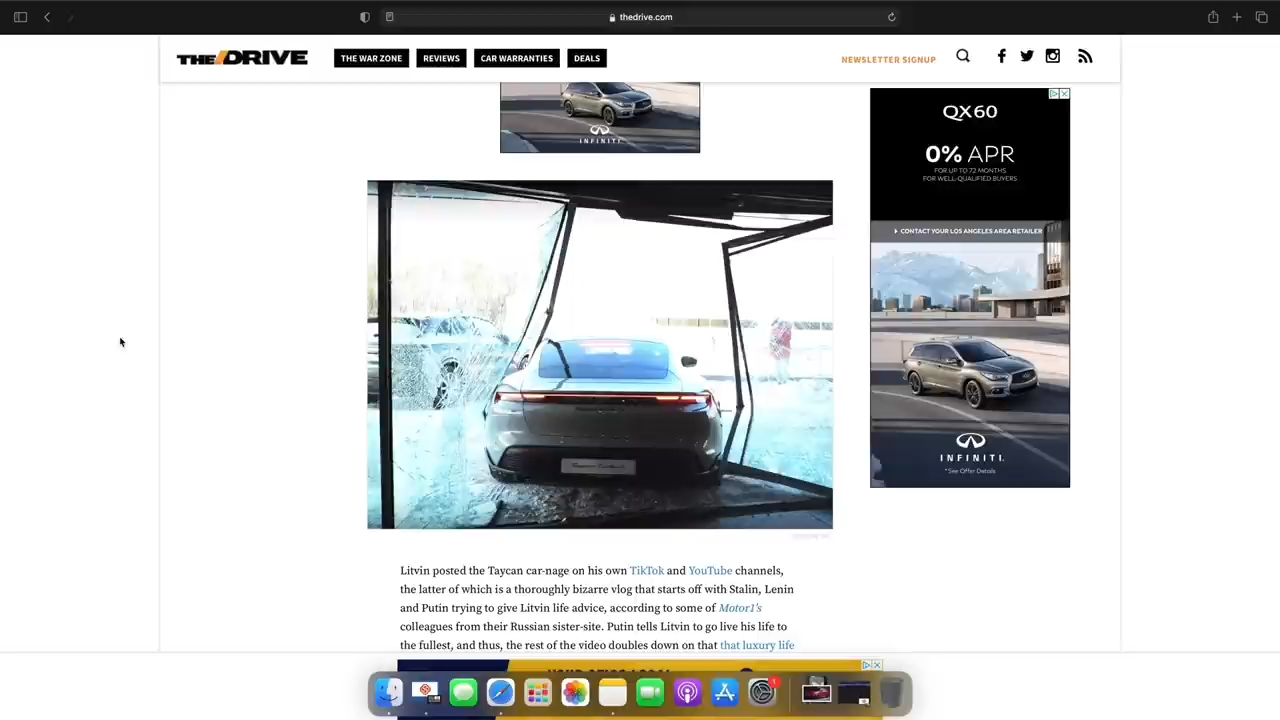 thedrive.com
THE DRIVE
THE WAR ZONE
REVIEWS
CAR WARRANTIES
DEALS
NEWSLETTER SIGNUP
INFINITI
QX60
0% APR
FOR UP TO 72 MONTHS
FOR WELL-QUALIFIED BUYERS
CONTACT YOUR LOS ANGELES AREA RETAILER
INFINITI.
*See Offer Details
Litvin posted the Taycan car-nage on his own TikTok and YouTube channels,
the latter of which is a thoroughly bizarre vlog that starts off with Stalin, Lenin
and Putin trying to give Litvin life advice, according to some of Motor1's
colleagues from their Russian sister-site. Putin tells Litvin to go live his life to
the fullest, and thus, the rest of the video doubles down on that that luxury life
1